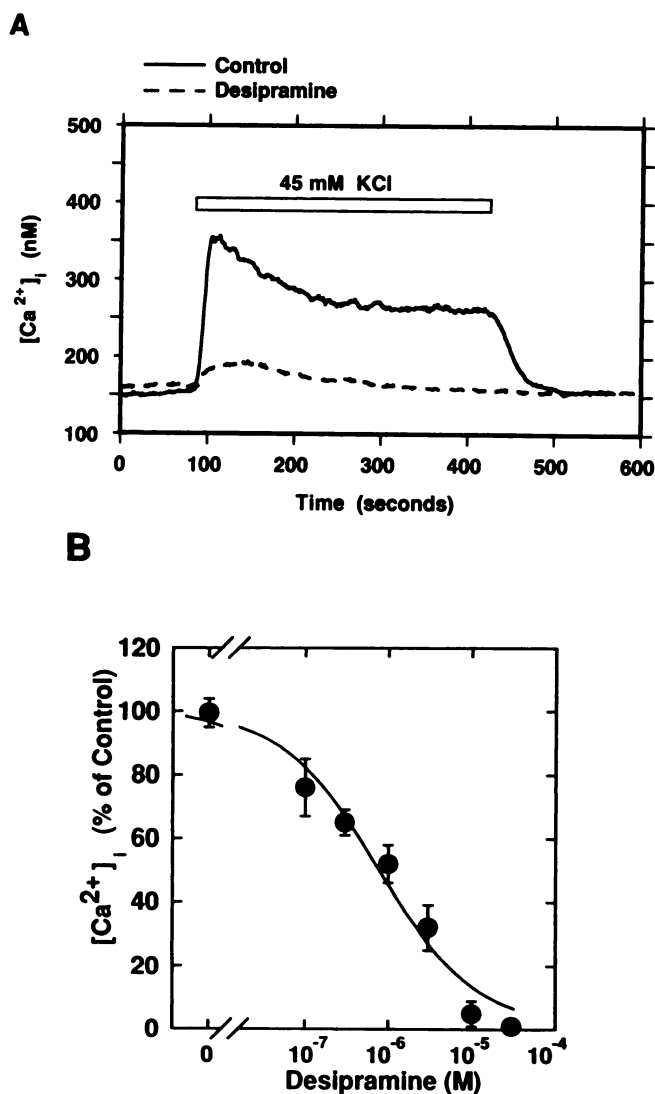 A
Control
Desipramine
500
400
300
200
100
45 mM KCl
[Ca 2+]i (nM)
0 100 200 300 400 500 600
Time (seconds)
B
120
100
80
60
40
20
0
[Ca2+]i (% of Control)
0 10-7 10-6 10-5 10-4
Desipramine (M)